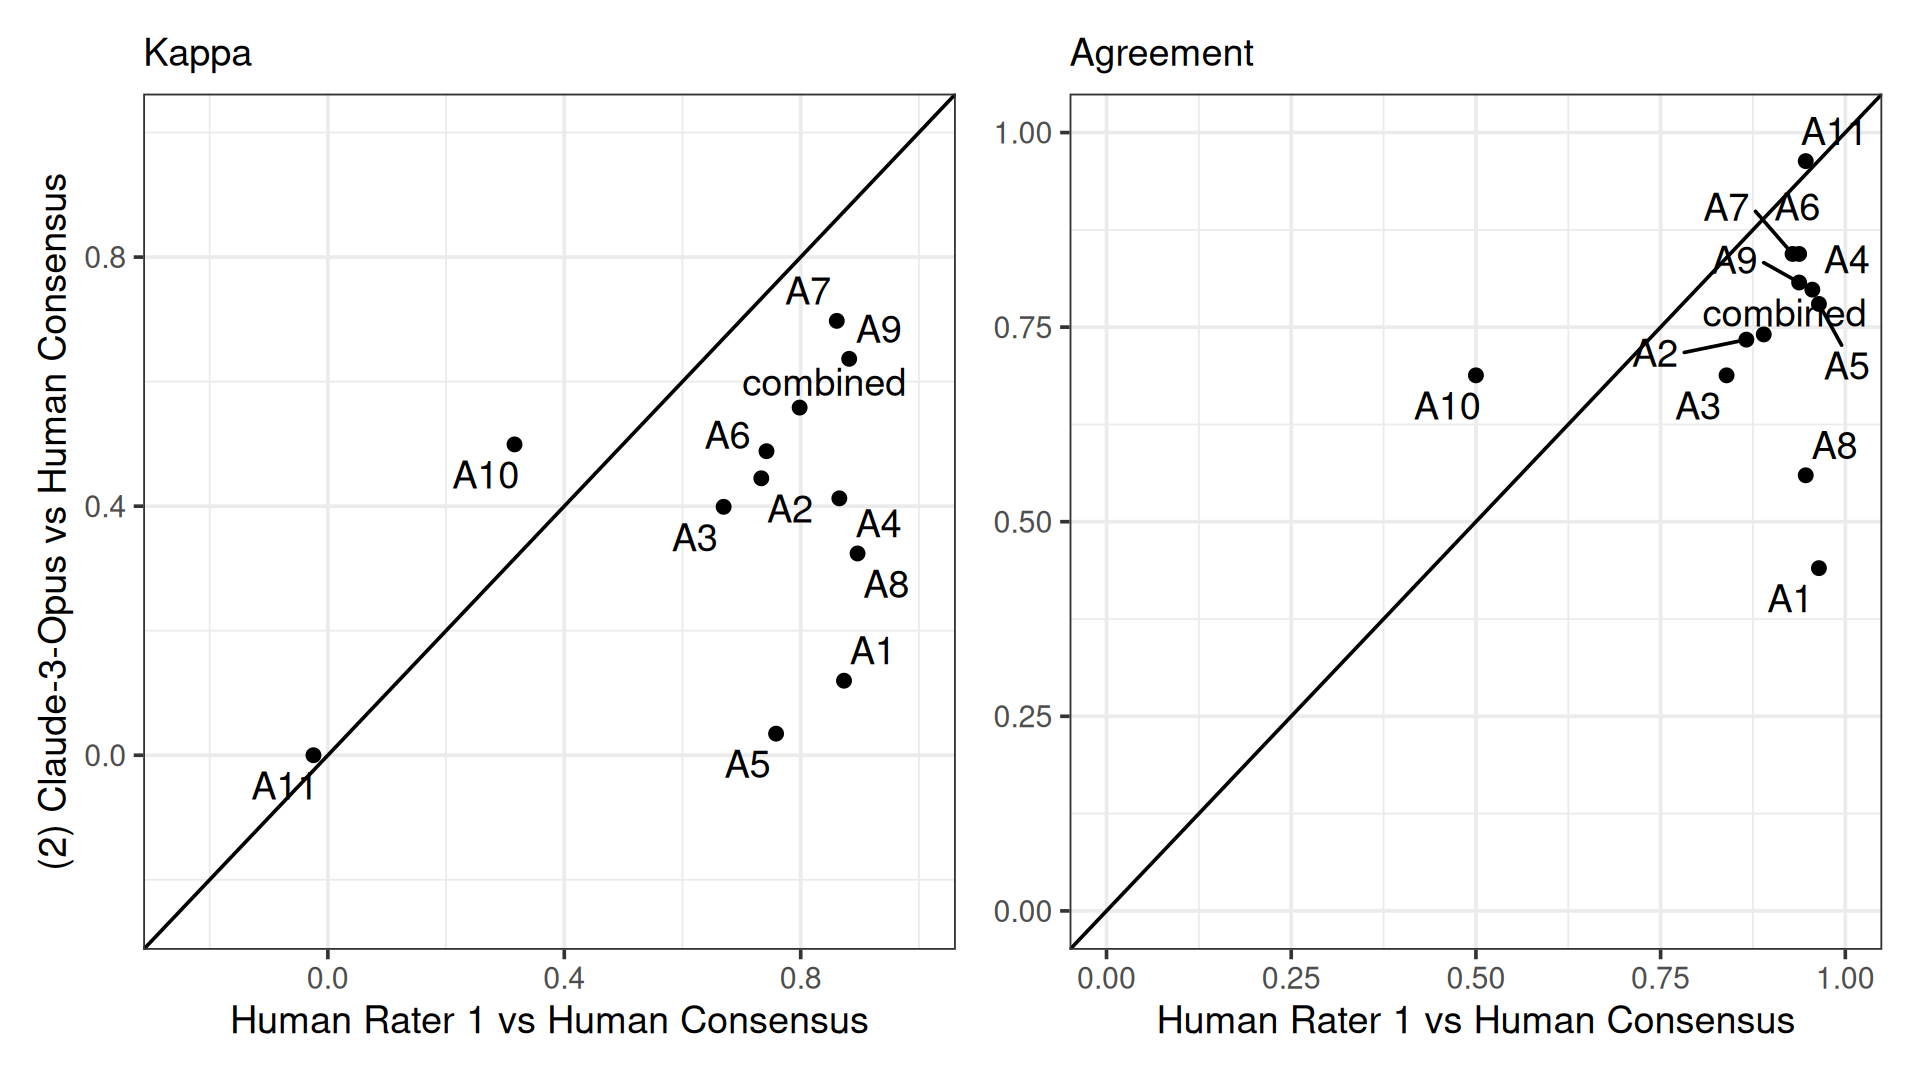 Kappa
Agreement
(2) Claude-3-Opus vs Human Consensus
0.8
0.4
0.0
A7
A9
combined
A6
A10
A2
A3
A4
A8
A1
A5
A11
0.0
0.4
0.8
Human Rater 1 vs Human Consensus
1.00
0.75
0.50
0.25
0.00
A11
A7
A6
A9
A4
combined
A2
A5
A10
A3
A8
A1
0.00
0.25
0.50
0.75
1.00
Human Rater 1 vs Human Consensus